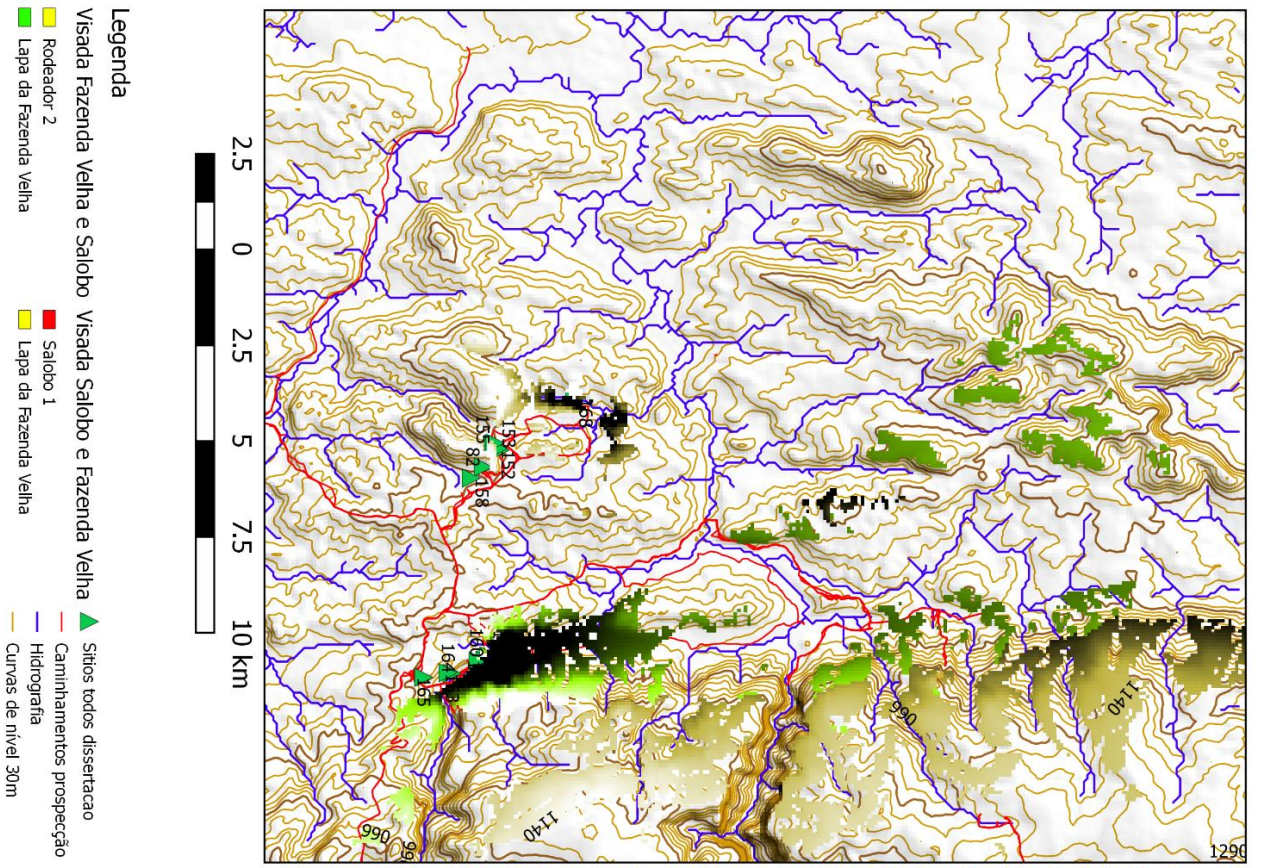 Legenda
Visada Fazenda Velha e Salobo
Rodeador 2
Lapa da Fazenda Velha
Visada Salobo e Fazenda Velha
Salobo 1
Lapa da Fazenda Velha
Sitios todos dissertacao
Caminhamentos prospecção
Hidrografia
Curvas de nível 30m
2.5
0
2.5
5
7.5
10 km
68
153
155
152
82
158
160
164
165
990
1140
1140
990
99
1290